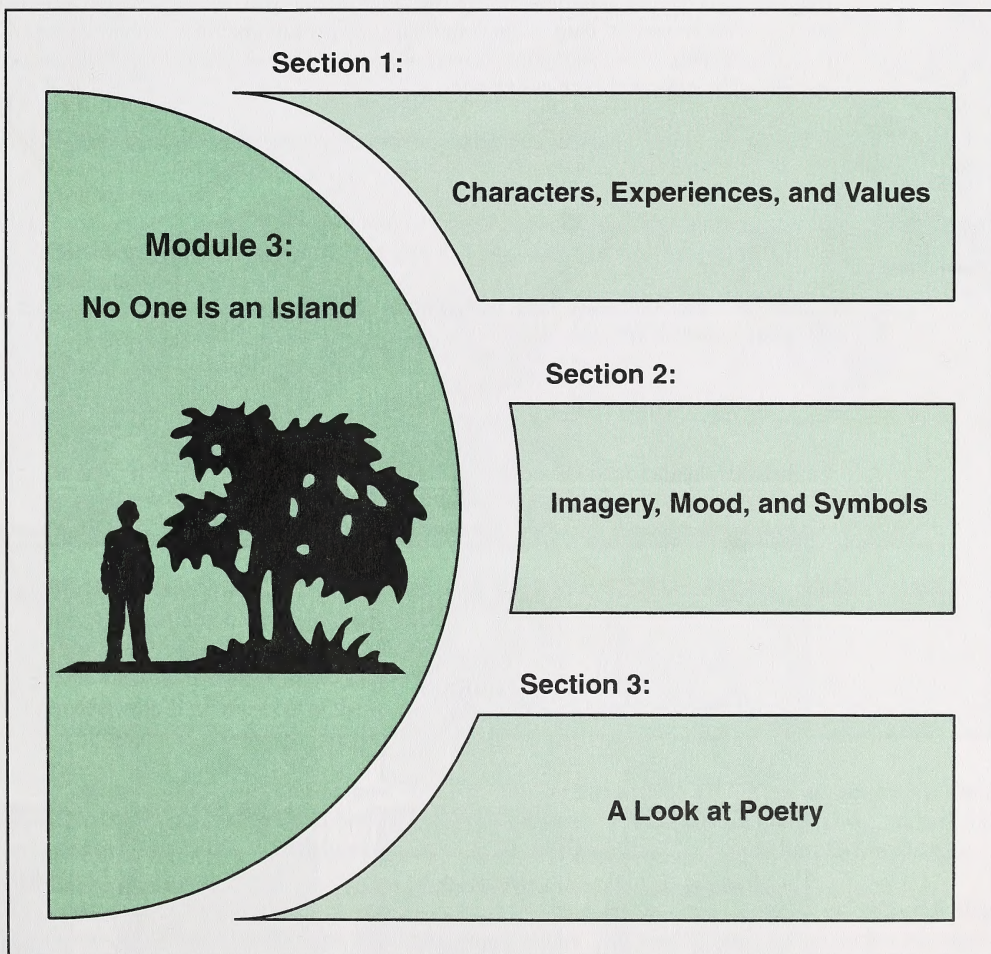 Section 1:
Characters, Experiences, and Values
Module 3:
No One Is an Island
Section 2:
Imagery, Mood, and Symbols
Section 3:
A Look at Poetry